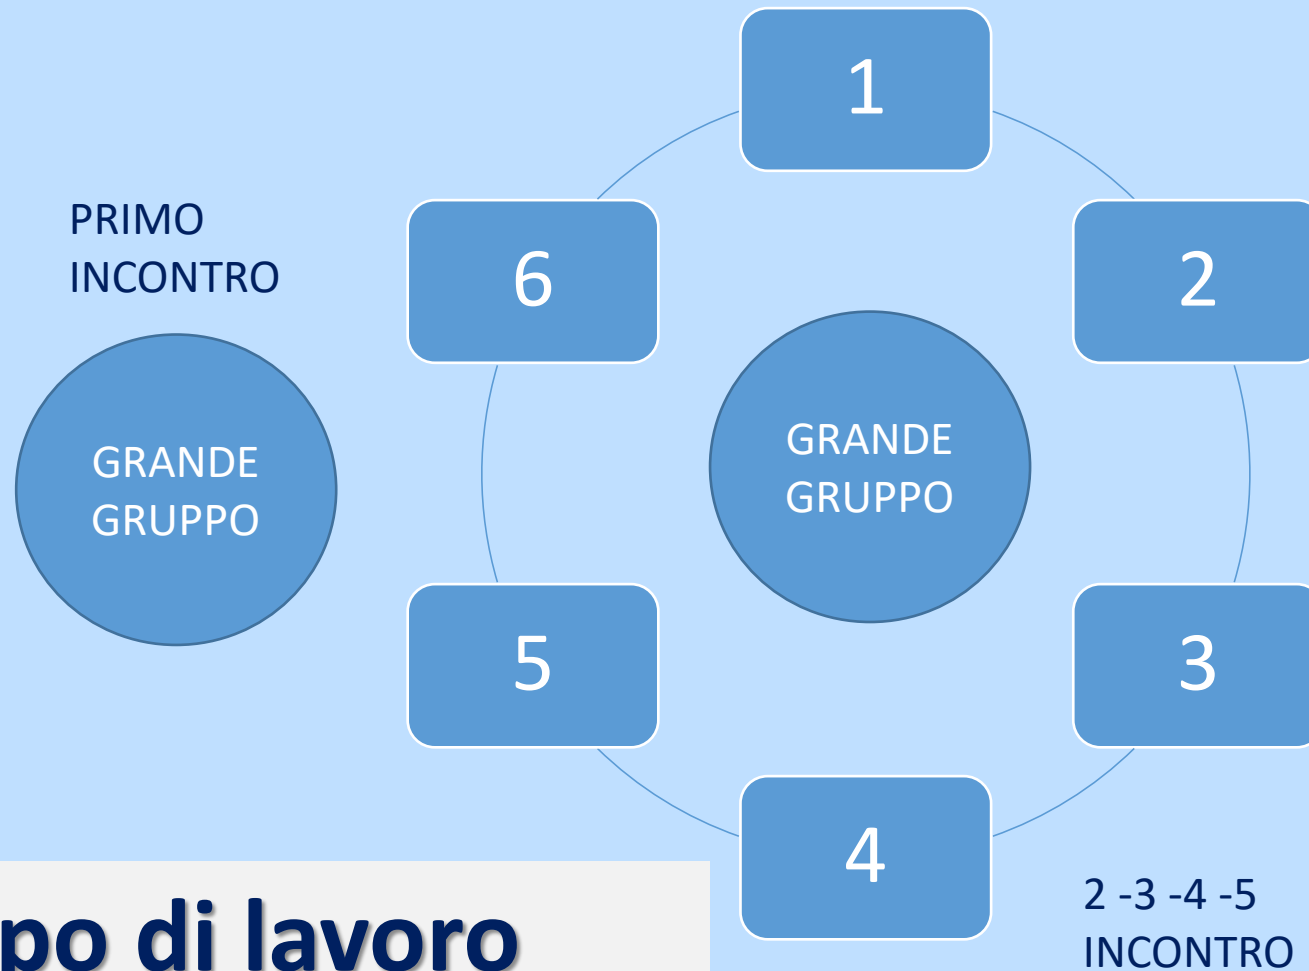 1
PRIMO
INCONTRO
6
2
GRANDE
GRUPPO
GRANDE
GRUPPO
5
3
4
2 -3 -4 -5
INCONTRO
di lavoro